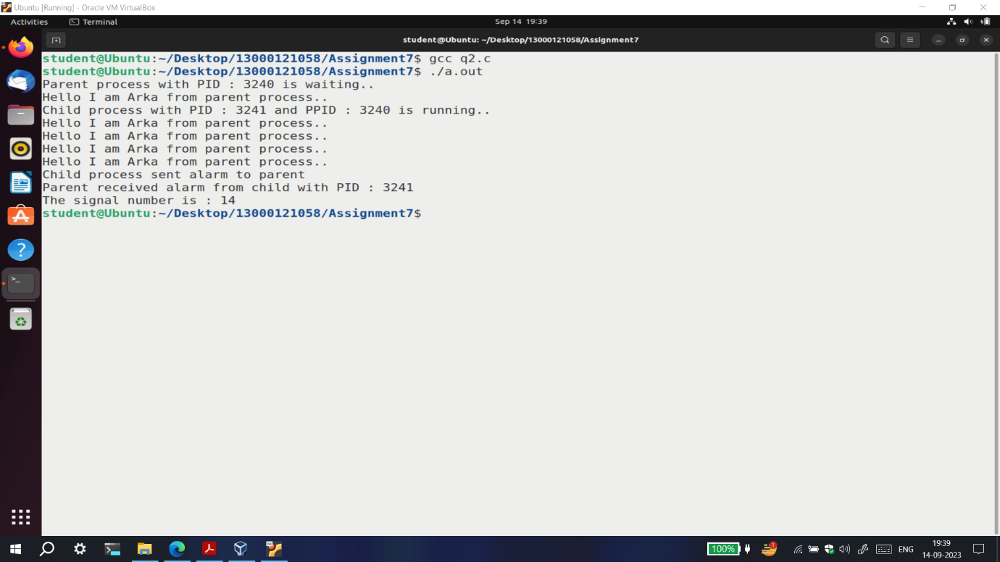 Ubuntu [Running] - Oracle VM VirtualBox
Activities Terminal Sep 14 19:39
student@Ubuntu: ~/Desktop/13000121058/Assignment7
student@Ubuntu:~/Desktop/13000121058/Assignment7$ gcc q2.c
student@Ubuntu:~/Desktop/13000121058/Assignment7$ ./a.out
Parent process with PID : 3240 is waiting..
Hello I am Arka from parent process..
Child process with PID : 3241 and PPID : 3240 is running..
Hello I am Arka from parent process..
Hello I am Arka from parent process..
Hello I am Arka from parent process..
Hello I am Arka from parent process..
Child process sent alarm to parent
Parent received alarm from child with PID : 3241
The signal number is : 14
student@Ubuntu:~/Desktop/13000121058/Assignment7$
100% 1 ENG 19:39
14-09-2023